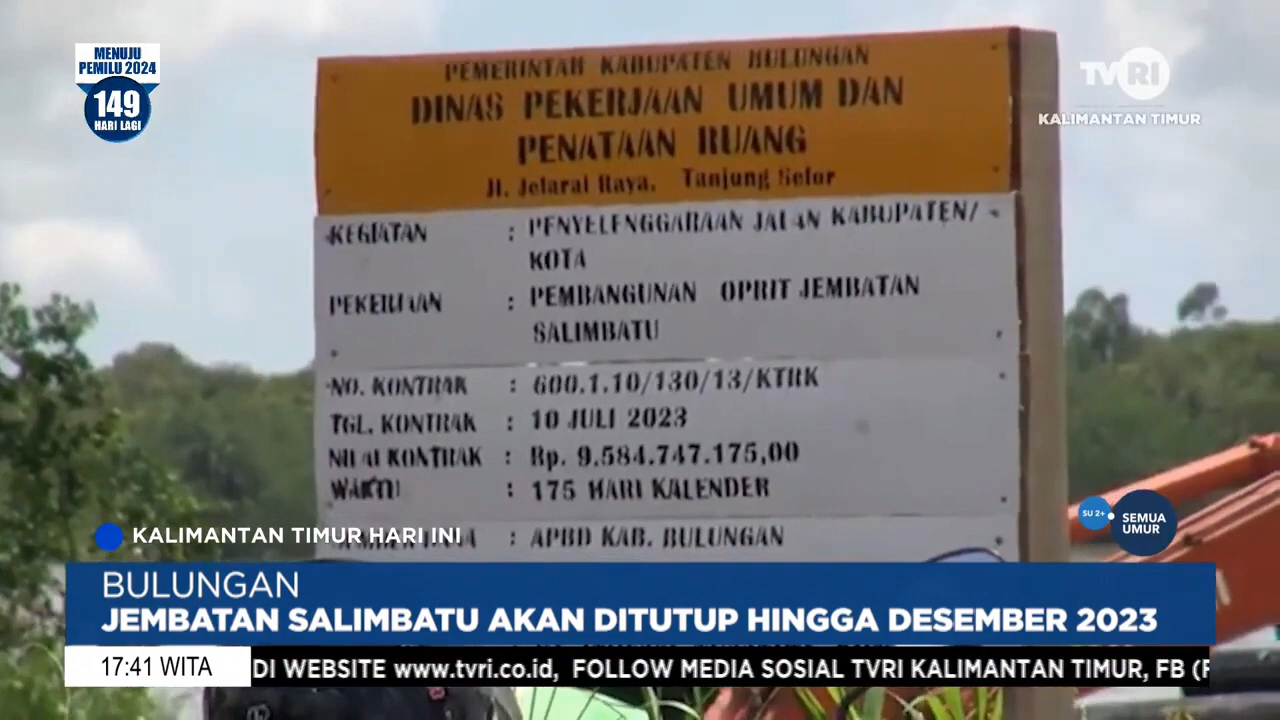 MENUJU
PEMILU 2024
149
HARI LAGI
TVRI
KALIMANTAN TIMUR
PEMERINTAH KABUPATEN BULUNGAN
DINAS PEKERJAAN UMUM DAN
PENATAAN RUANG
Jl. Jelarai Raya. Tanjung Selor
KEGIATAN : PENYELENGGARAAN JALAN KABUPATEN/
KOTA
PEKERJAAN : PEMBANGUNAN OPRIT JEMBATAN
SALIMBATU
NO. KONTRAK : 600.1.10/130/13/KTRK
TGL. KONTRAK : 10 JULI 2023
NILAI KONTRAK : Rp. 9.584.747.175,00
WAKTU : 175 HARI KALENDER
: APBD KAB. BULUNGAN
SU 2+
SEMUA
UMUR
KALIMANTAN TIMUR HARI INI
BULUNGAN
JEMBATAN SALIMBATU AKAN DITUTUP HINGGA DESEMBER 2023
17:41 WITA
DI WEBSITE www.tvri.co.id, FOLLOW MEDIA SOSIAL TVRI KALIMANTAN TIMUR, FB (F